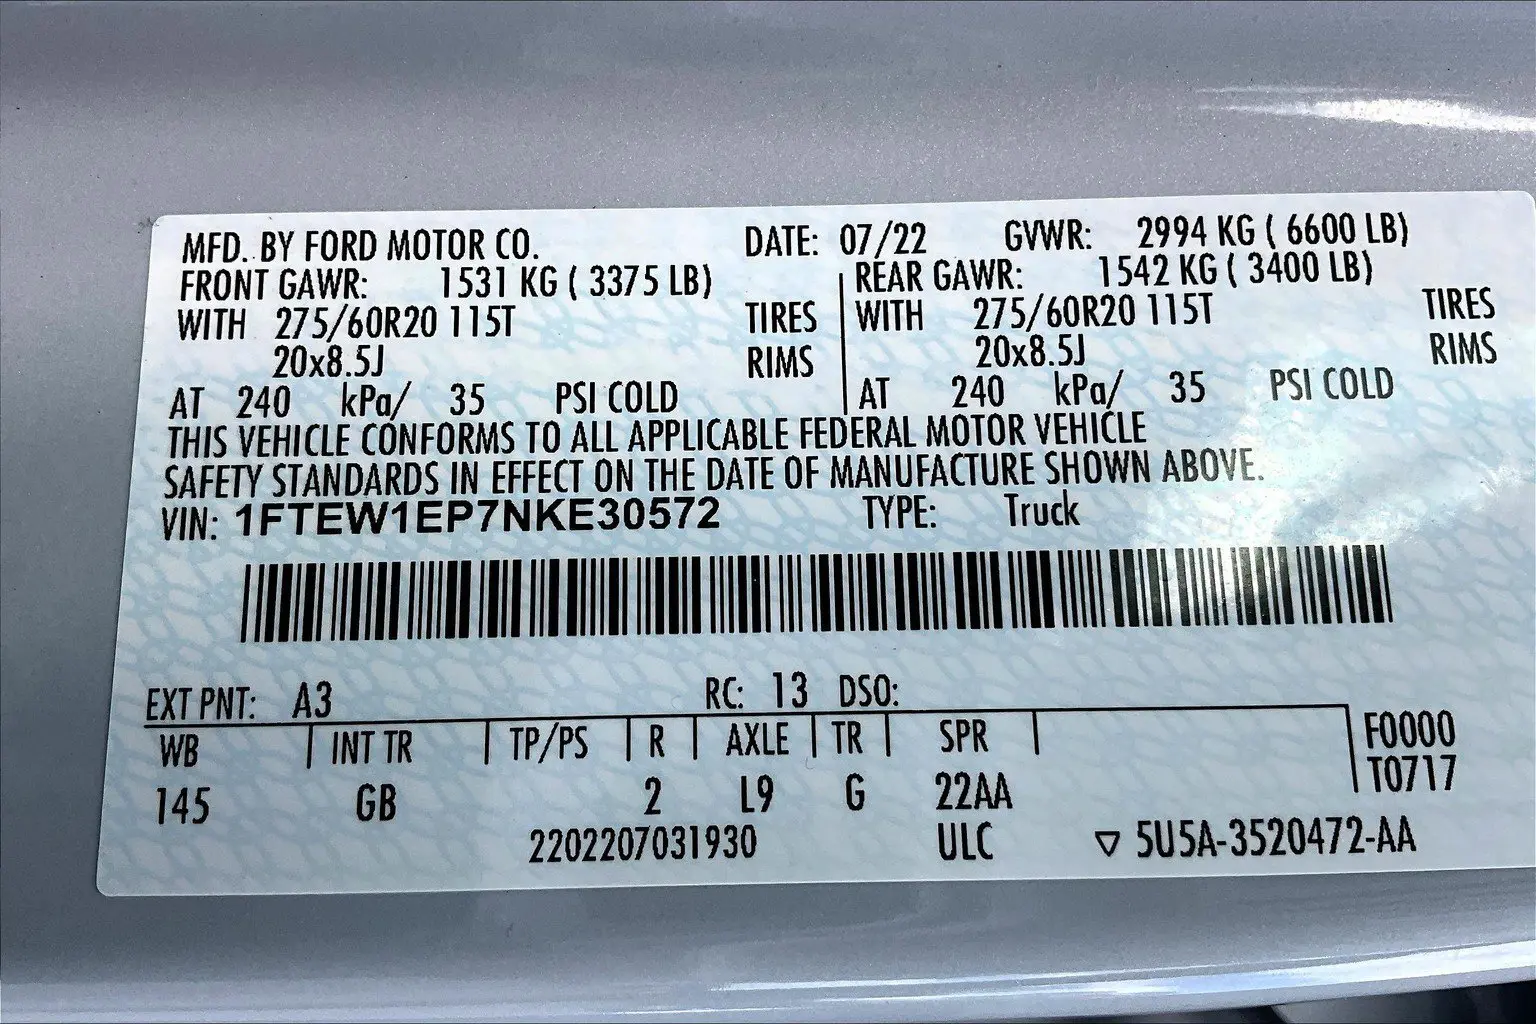 MFD. BY FORD MOTOR CO. DATE: 07/22 GVWR: 2994 KG ( 6600 LB)
FRONT GAWR: 1531 KG ( 3375 LB) REAR GAWR: 1542 KG ( 3400 LB)
WITH 275/60R20 115T TIRES WITH 275/60R20 115T TIRES
20x8.5J RIMS 20x8.5J RIMS
AT 240 kPa/ 35 PSI COLD AT 240 kPa/ 35 PSI COLD
THIS VEHICLE CONFORMS TO ALL APPLICABLE FEDERAL MOTOR VEHICLE
SAFETY STANDARDS IN EFFECT ON THE DATE OF MANUFACTURE SHOWN ABOVE.
VIN: 1FTEW1EP7NKE30572 TYPE: Truck
EXT PNT: A3 RC: 13 DSO:
WB INT TR TP/PS R AXLE TR SPR F0000
145 GB 2 L9 G 22AA T0717
2202207031930 ULC ▽ 5U5A-3520472-AA